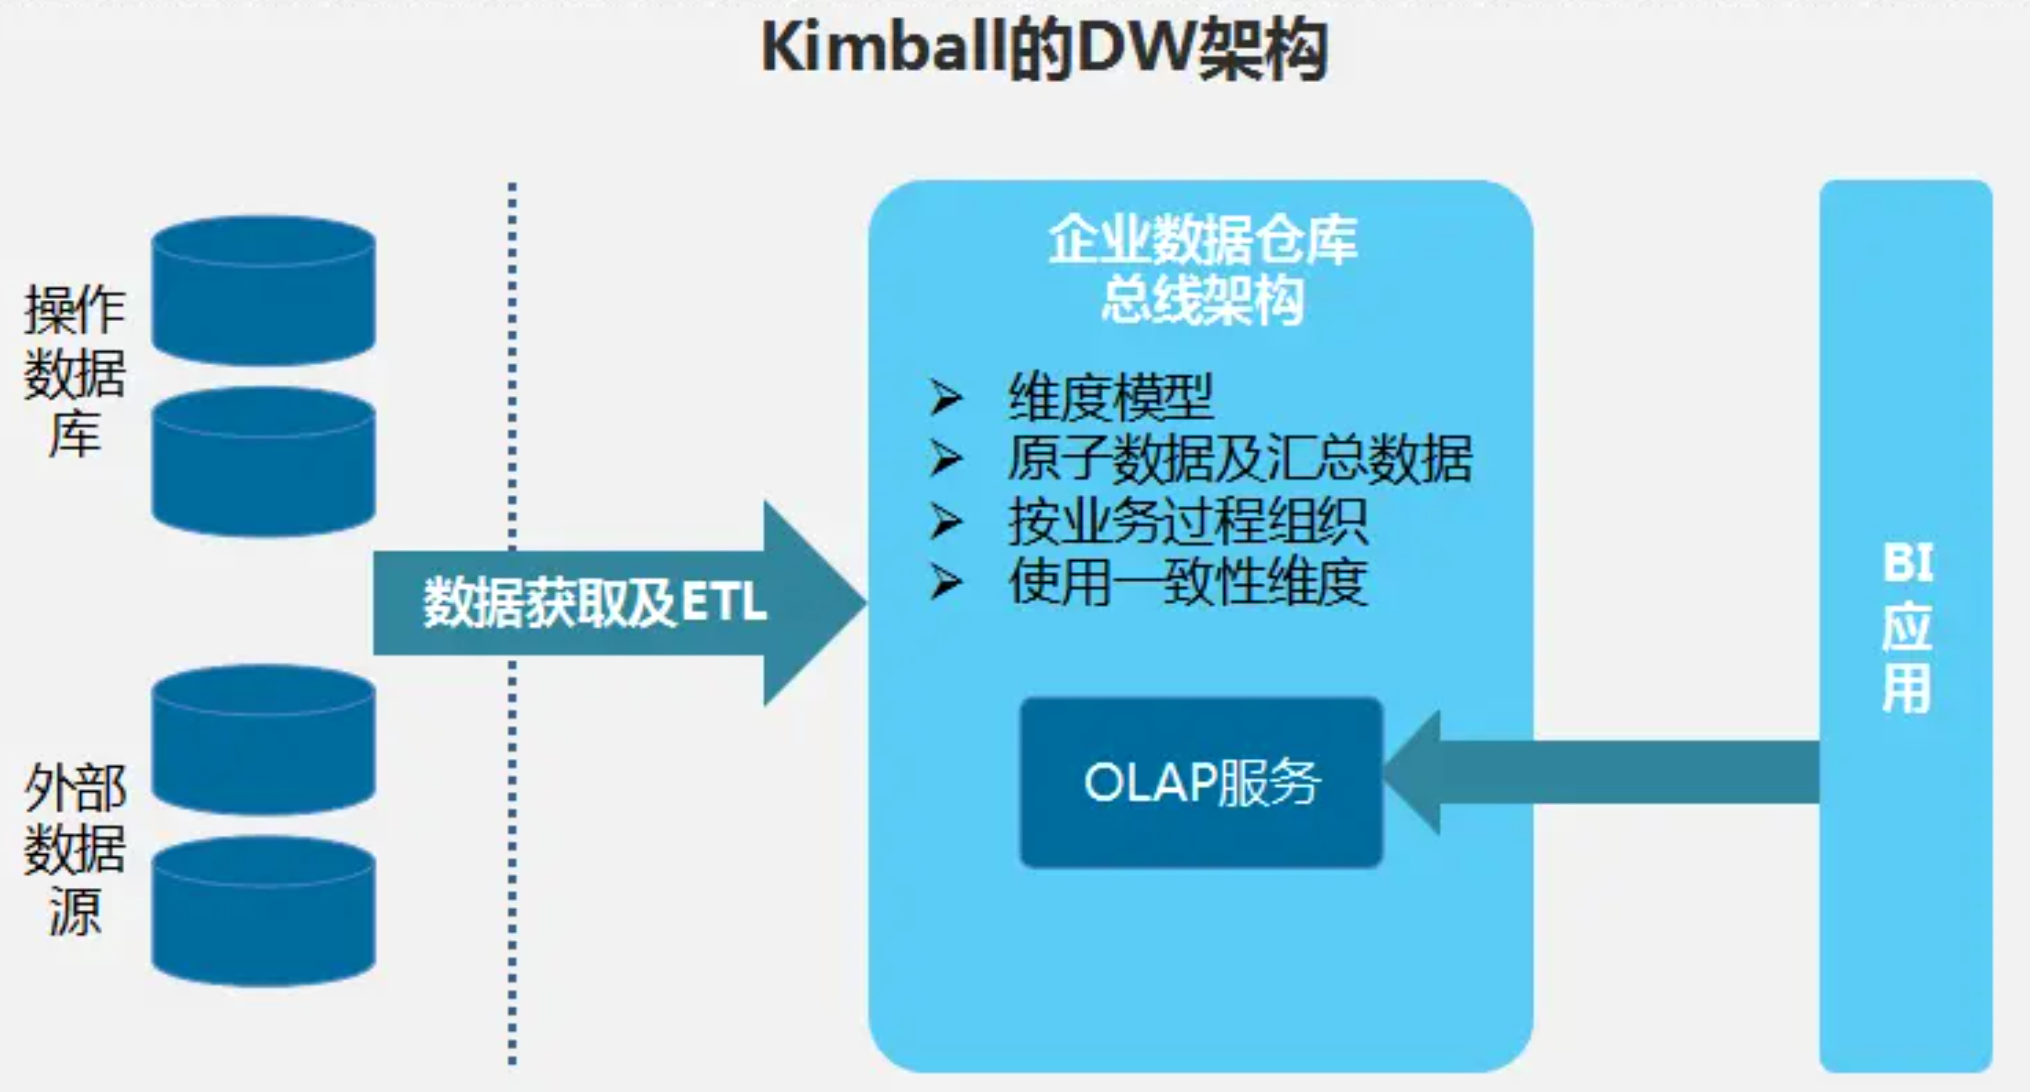 Kimball的DW架构
操作
数据
库
外部
数据
源
数据获取及ETL
企业数据仓库
总线架构
➢ 维度模型
➢ 原子数据及汇总数据
➢ 按业务过程组织
➢ 使用一致性维度
OLAP服务
BI
应
用